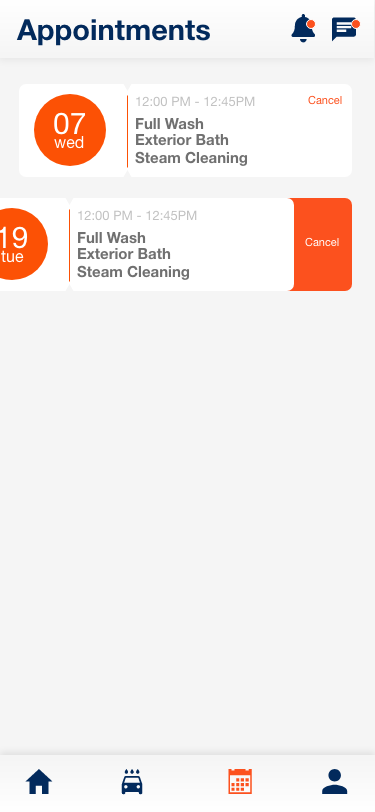 Appointments
12:00 PM - 12:45PM
Cancel
07
wed
Full Wash
Exterior Bath
Steam Cleaning
12:00 PM - 12:45PM
19
tue
Full Wash
Exterior Bath
Steam Cleaning
Cancel